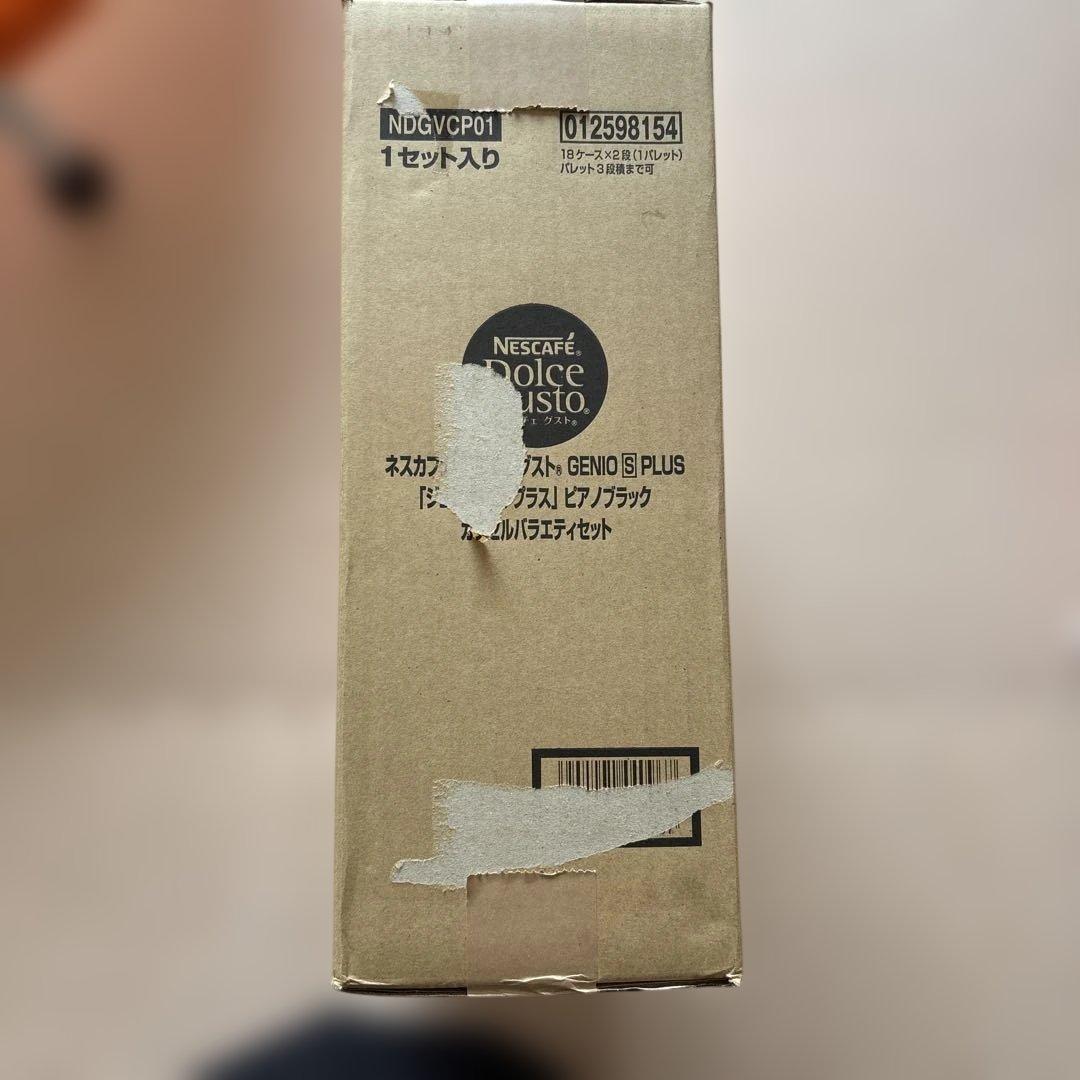 NDGVCP01
1セット入り
012598154
18ケース×2段(1パレット)
パレット3段積まで可
NESCAFÉ®
Dolce
usto®
チェ グスト®
ネスカフ グスト® GENIO S PLUS
「ジ プラス」ピアノブラック
カプセルバラエティセット